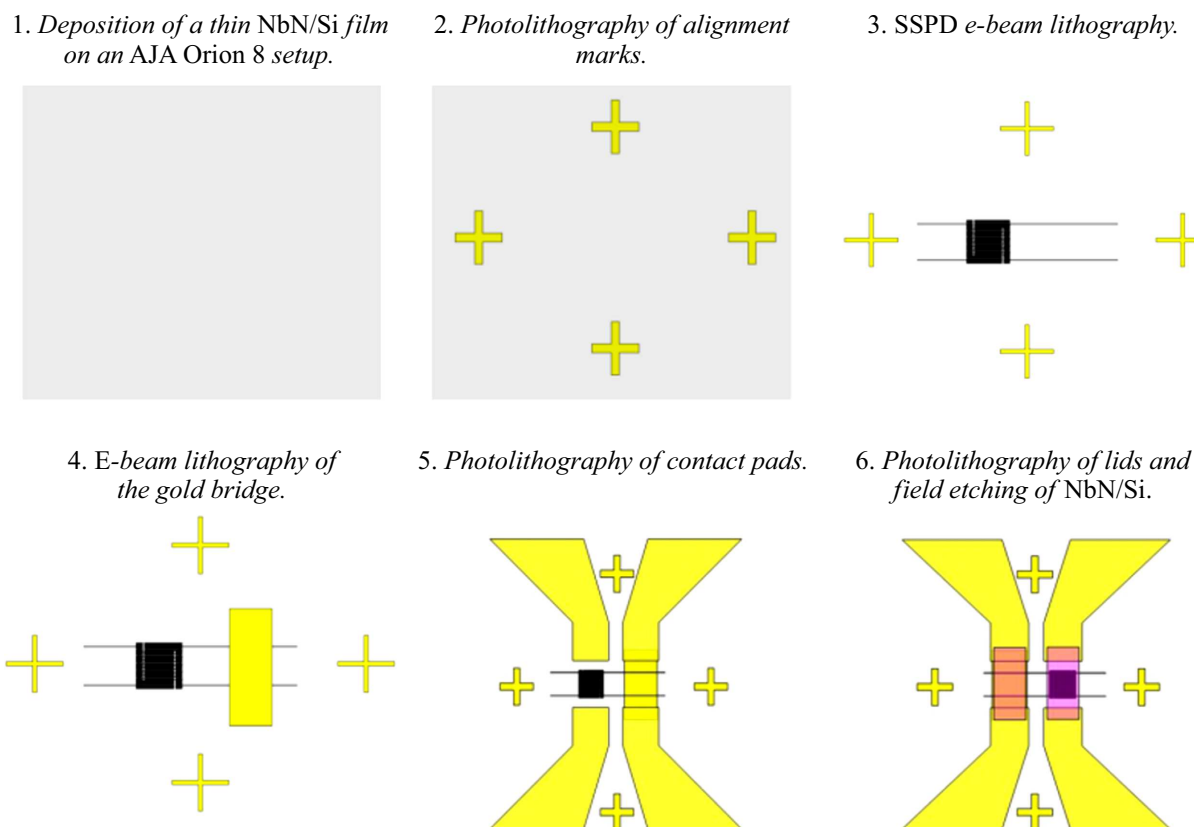 1. Deposition of a thin NbN/Si film
on an AJA Orion 8 setup.
2. Photolithography of alignment
marks.
3. SSPD e-beam lithography.
4. E-beam lithography of
the gold bridge.
5. Photolithography of contact pads.
6. Photolithography of lids and
field etching of NbN/Si.